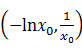 (−lnx₀, 1/x₀)